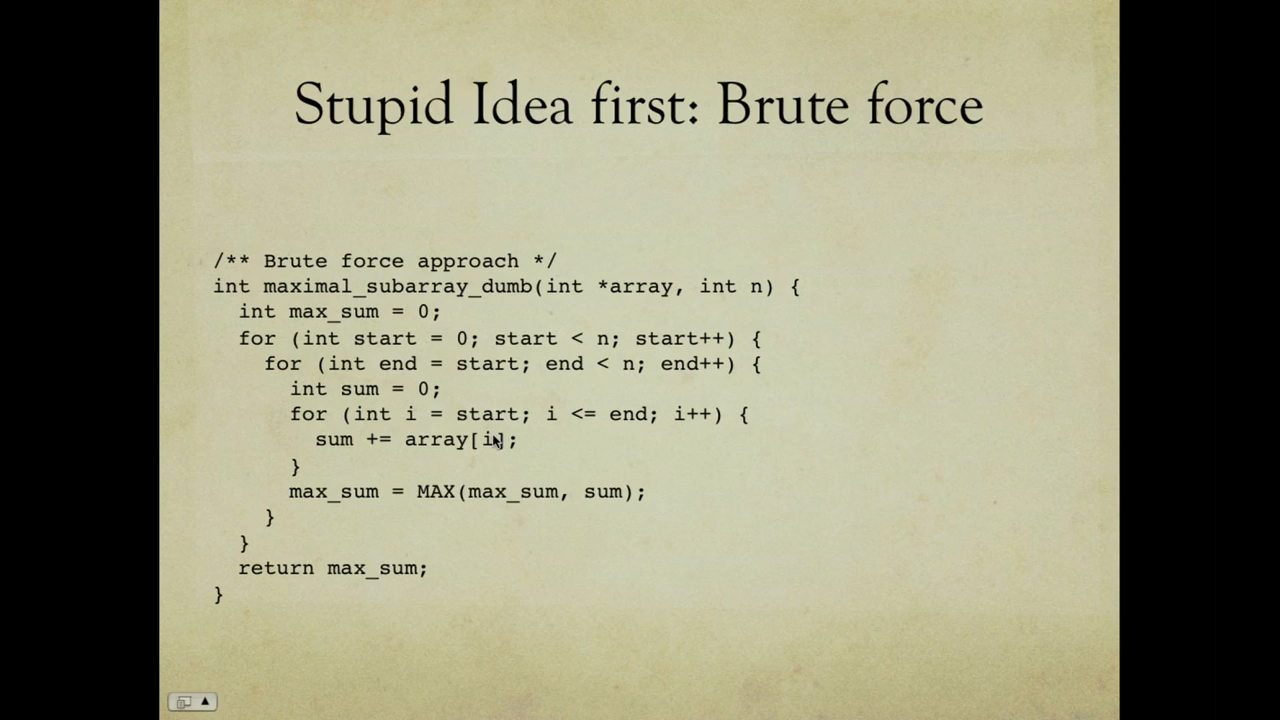 Stupid Idea first: Brute force
/** Brute force approach */
int maximal_subarray_dumb(int *array, int n) {
  int max_sum = 0;
  for (int start = 0; start < n; start++) {
    for (int end = start; end < n; end++) {
      int sum = 0;
      for (int i = start; i <= end; i++) {
        sum += array[i];
      }
      max_sum = MAX(max_sum, sum);
    }
  }
  return max_sum;
}